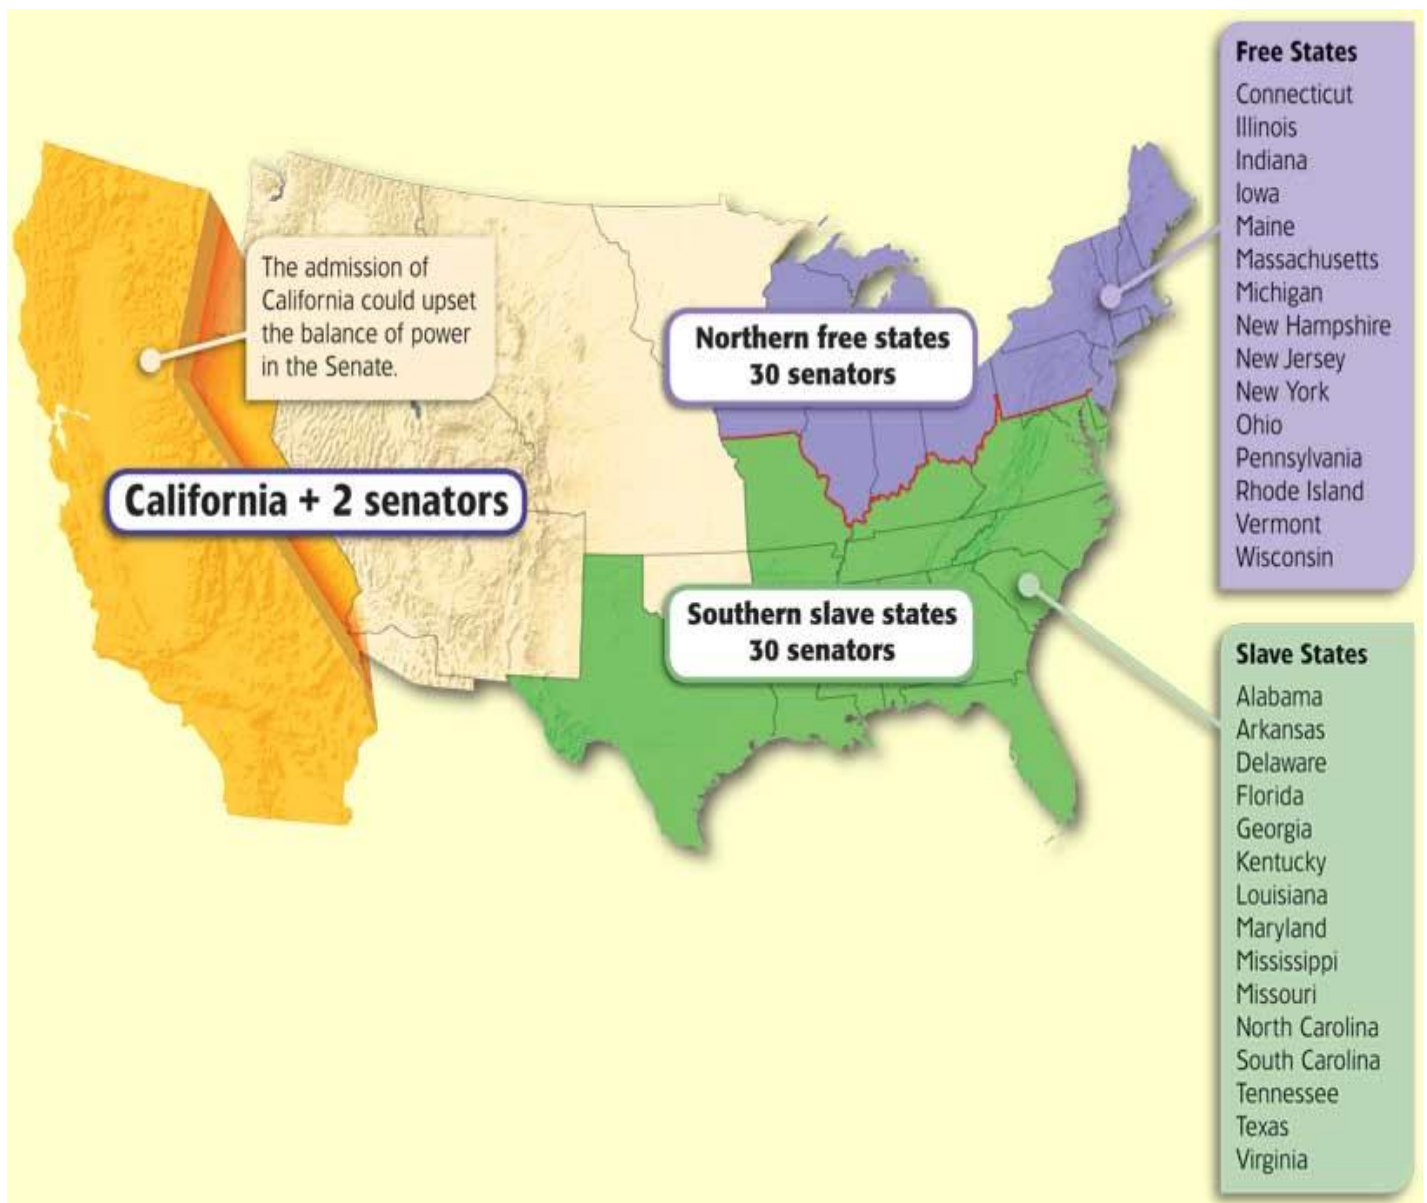 The admission of
California could upset
the balance of power
in the Senate.
California + 2 senators
Northern free states
30 senators
Southern slave states
30 senators
Free States
Connecticut
Illinois
Indiana
Iowa
Maine
Massachusetts
Michigan
New Hampshire
New Jersey
New York
Ohio
Pennsylvania
Rhode Island
Vermont
Wisconsin
Slave States
Alabama
Arkansas
Delaware
Florida
Georgia
Kentucky
Louisiana
Maryland
Mississippi
Missouri
North Carolina
South Carolina
Tennessee
Texas
Virginia